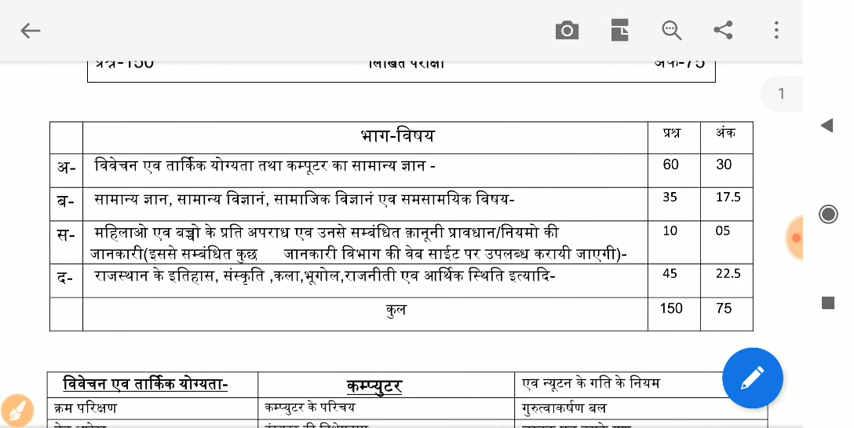 प्रश्न-150 लिखित परीक्षा अंक-75
1
भाग-विषय प्रश्न अंक
अ- विवेचन एव तार्किक योग्यता तथा कम्पूटर का सामान्य ज्ञान - 60 30
ब- सामान्य ज्ञान, सामान्य विज्ञानं, सामाजिक विज्ञानं एव समसामयिक विषय- 35 17.5
स- महिलाओ एव बच्चो के प्रति अपराध एव उनसे सम्बंधित क़ानूनी प्रावधान/नियमो की 10 05
जानकारी(इससे सम्बंधित कुछ जानकारी विभाग की वेब साईट पर उपलब्ध करायी जाएगी)-
द- राजस्थान के इतिहास, संस्कृति ,कला,भूगोल,राजनीती एव आर्थिक स्थिति इत्यादि- 45 22.5
कुल 150 75
विवेचन एव तार्किक योग्यता- कम्प्युटर एव न्यूटन के गति के नियम
क्रम परिक्षण कम्प्युटर के परिचय गुरुत्वाकर्षण बल